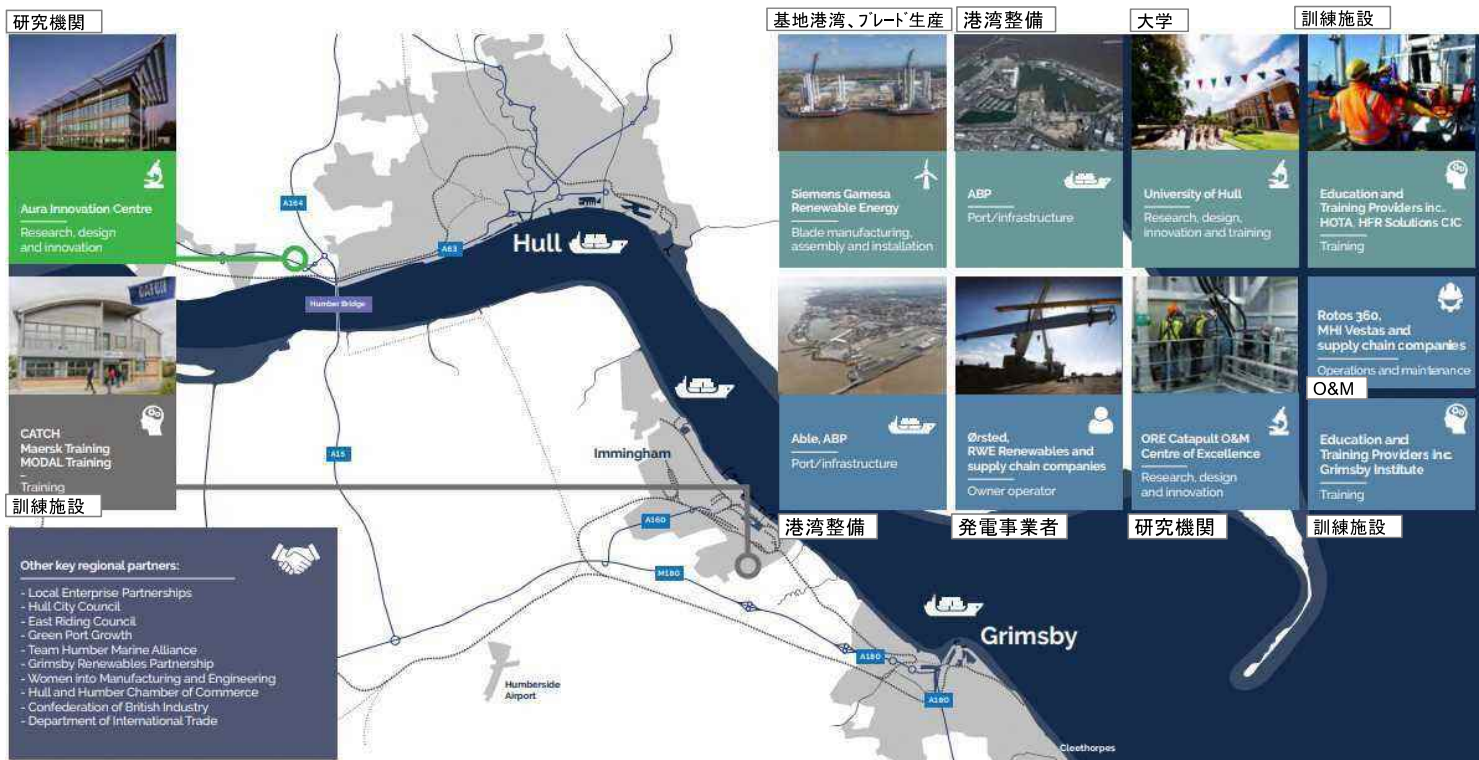 研究機関
Aura Innovation Centre
Research, design
and innovation
CATCH
CATCH
Maersk Training
MODAL Training
Training
訓練施設
Other key regional partners:
- Local Enterprise Partnerships
- Hull City Council
- East Riding Council
- Green Port Growth
- Team Humber Marine Alliance
- Grimsby Renewables Partnership
- Women into Manufacturing and Engineering
- Hull and Humber Chamber of Commerce
- Confederation of British Industry
- Department of International Trade
A164
A63
Hull
Humber Bridge
A15
Immingham
A160
M180
A180
A180
Grimsby
Humberside
Airport
Cleethorpes
基地港湾、ブレード生産
Siemens Gamesa
Renewable Energy
Blade manufacturing,
assembly and installation
港湾整備
ABP
Port/infrastructure
大学
University of Hull
Research, design,
innovation and training
訓練施設
Education and
Training Providers inc.
HOTA, HFR Solutions CIC
Training
Able, ABP
Port/infrastructure
港湾整備
Ørsted,
RWE Renewables and
supply chain companies
Owner operator
発電事業者
ORE Catapult O&M
Centre of Excellence
Research, design
and innovation
研究機関
Rotos 360,
MHI Vestas and
supply chain companies
Operations and maintenance
O&M
Education and
Training Providers inc.
Grimsby Institute
Training
訓練施設